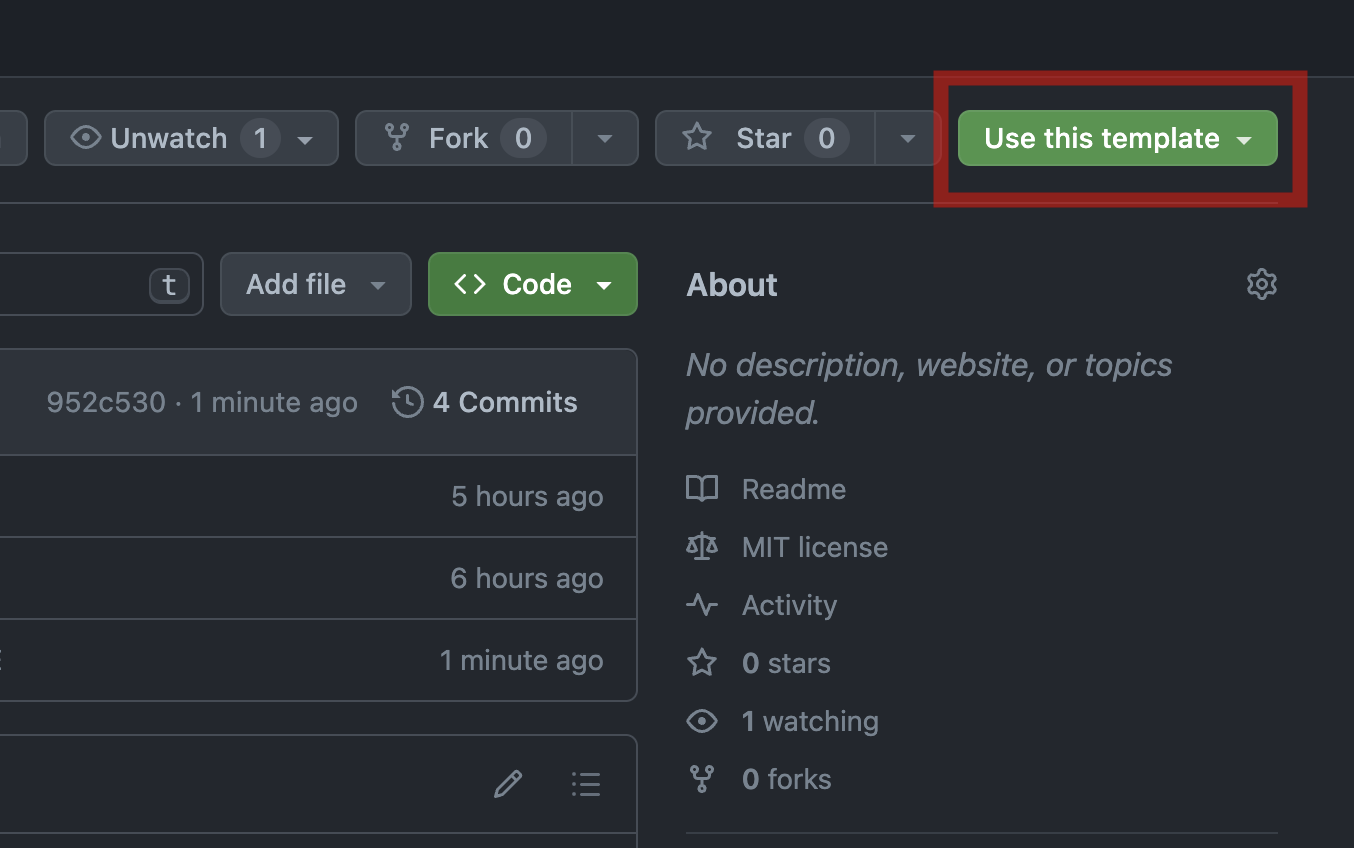 Unwatch 1
Fork 0
Star 0
Use this template
t
Add file
Code
About
No description, website, or topics
provided.
952c530 · 1 minute ago
4 Commits
5 hours ago
6 hours ago
1 minute ago
Readme
MIT license
Activity
0 stars
1 watching
0 forks